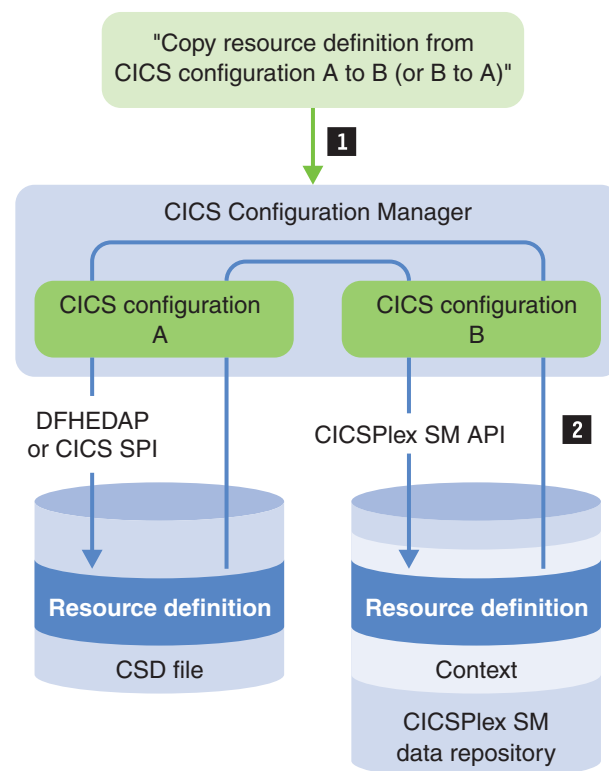 "Copy resource definition from
CICS configuration A to B (or B to A)"
1
CICS Configuration Manager
CICS configuration
A
CICS configuration
B
DFHEDAP
or CICS SPI
CICSPlex SM API
2
Resource definition
CSD file
Resource definition
Context
CICSPlex SM
data repository